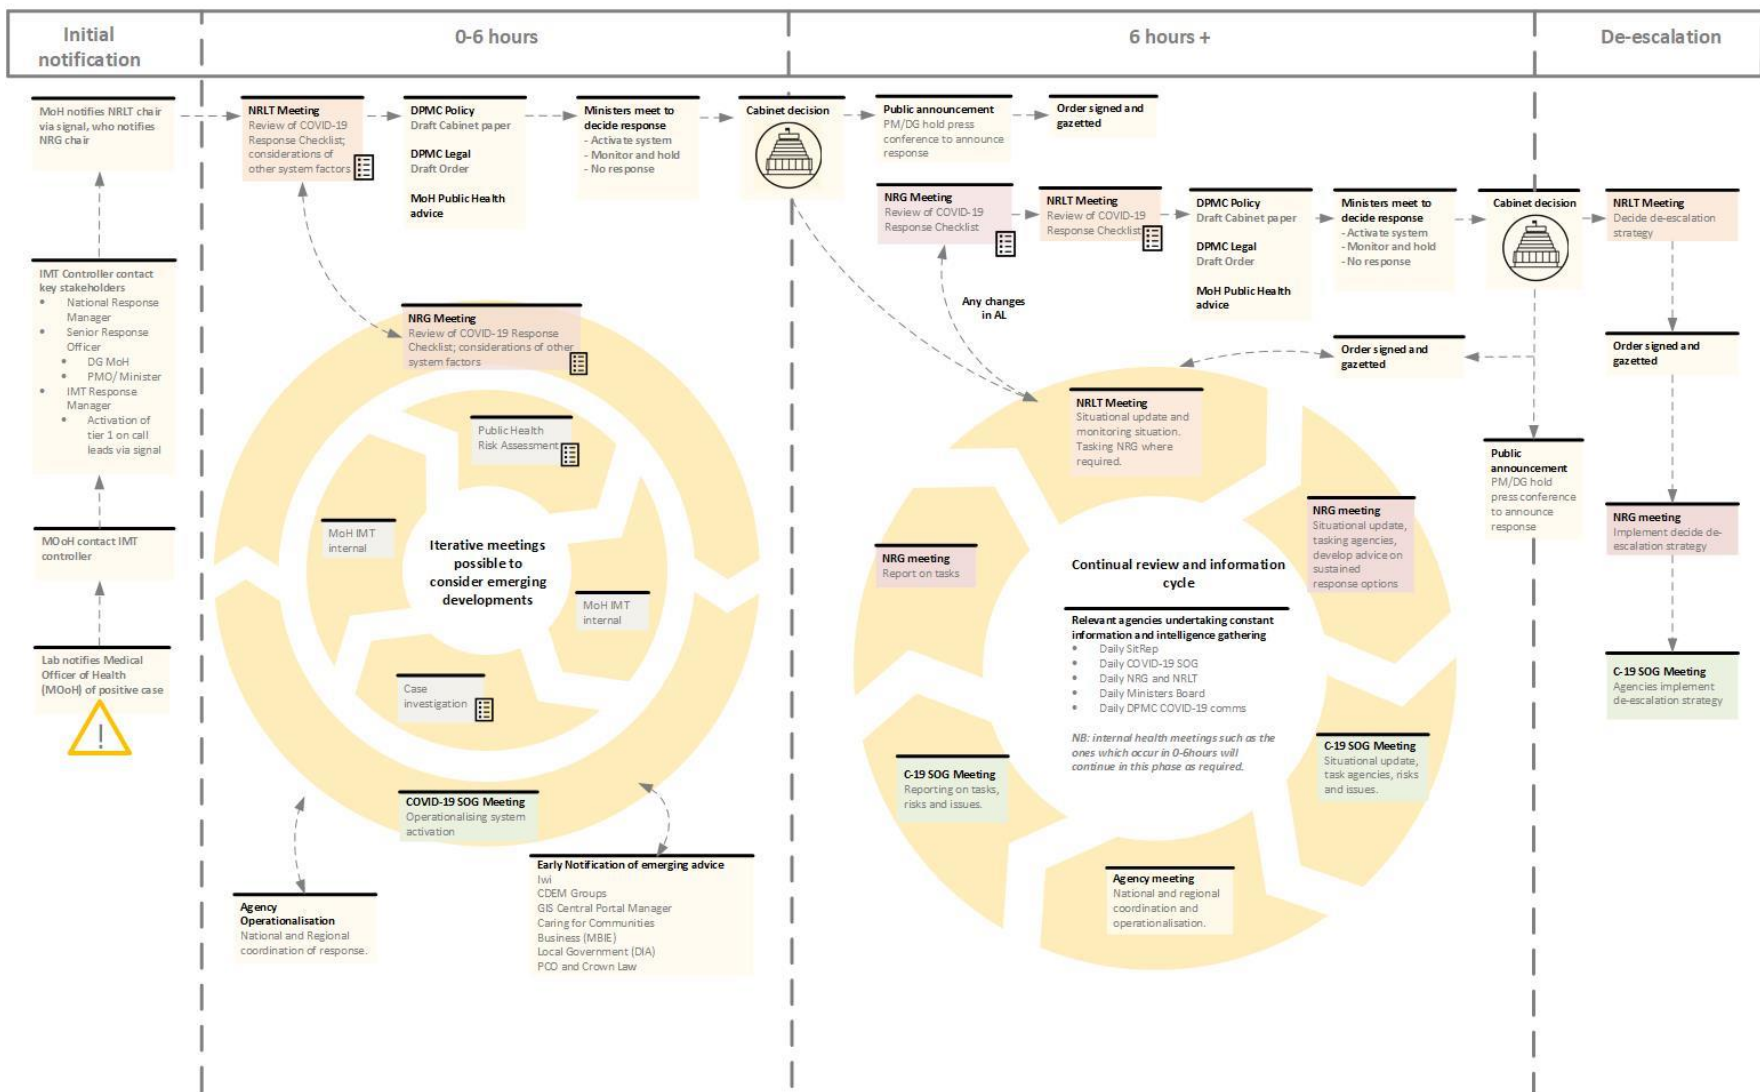 Initial
notification
0-6 hours
6 hours +
De-escalation
MoH notifies NRLT chair
via signal, who notifies
NRG chair
IMT Controller contact
key stakeholders
• National Response
Manager
• Senior Response
Officer
• DG MoH
• PMO/ Minister
• IMT Response
Manager
• Activation of
tier 1 on call
leads via signal
MOoH contact IMT
controller
Lab notifies Medical
Officer of Health
(MOoH) of positive case
NRLT Meeting
Review of COVID-19
Response Checklist;
considerations of
other system factors
DPMC Policy
Draft Cabinet paper
DPMC Legal
Draft Order
MoH Public Health
advice
Ministers meet to
decide response
- Activate system
- Monitor and hold
- No response
Cabinet decision
NRG Meeting
Review of COVID-19 Response
Checklist; considerations of other
system factors
Public Health
Risk Assessment
MoH IMT
internal
Iterative meetings
possible to
consider emerging
developments
MoH IMT
internal
Case
investigation
COVID-19 SOG Meeting
Operationalising system
activation
Agency
Operationalisation
National and Regional
coordination of response.
Early Notification of emerging advice
Iwi
CDEM Groups
GIS Central Portal Manager
Caring for Communities
Business (MBIE)
Local Government (DIA)
PCO and Crown Law
Public announcement
PM/DG hold press
conference to announce
response
Order signed and
gazetted
NRG Meeting
Review of COVID-19
Response Checklist
NRLT Meeting
Review of COVID-19
Response Checklist
DPMC Policy
Draft Cabinet paper
DPMC Legal
Draft Order
MoH Public Health
advice
Ministers meet to
decide response
- Activate system
- Monitor and hold
- No response
Cabinet decision
Any changes
in AL
Order signed and
gazetted
NRLT Meeting
Situational update and
monitoring situation.
Tasking NRG where
required.
Public
announcement
PM/DG hold
press conference
to announce
response
NRG meeting
Situational update,
tasking agencies,
develop advice on
sustained
response options
NRG meeting
Report on tasks
Continual review and information
cycle
Relevant agencies undertaking constant
information and intelligence gathering
• Daily SitRep
• Daily COVID-19 SOG
• Daily NRG and NRLT
• Daily Ministers Board
• Daily DPMC COVID-19 comms
NB: internal health meetings such as the
ones which occur in 0-6hours will
continue in this phase as required.
C-19 SOG Meeting
Situational update,
task agencies, risks
and issues.
C-19 SOG Meeting
Reporting on tasks,
risks and issues.
Agency meeting
National and regional
coordination and
operationalisation.
NRLT Meeting
Decide de-escalation
strategy
Order signed and
gazetted
NRG meeting
Implement decide de-
escalation strategy
C-19 SOG Meeting
Agencies implement
de-escalation strategy